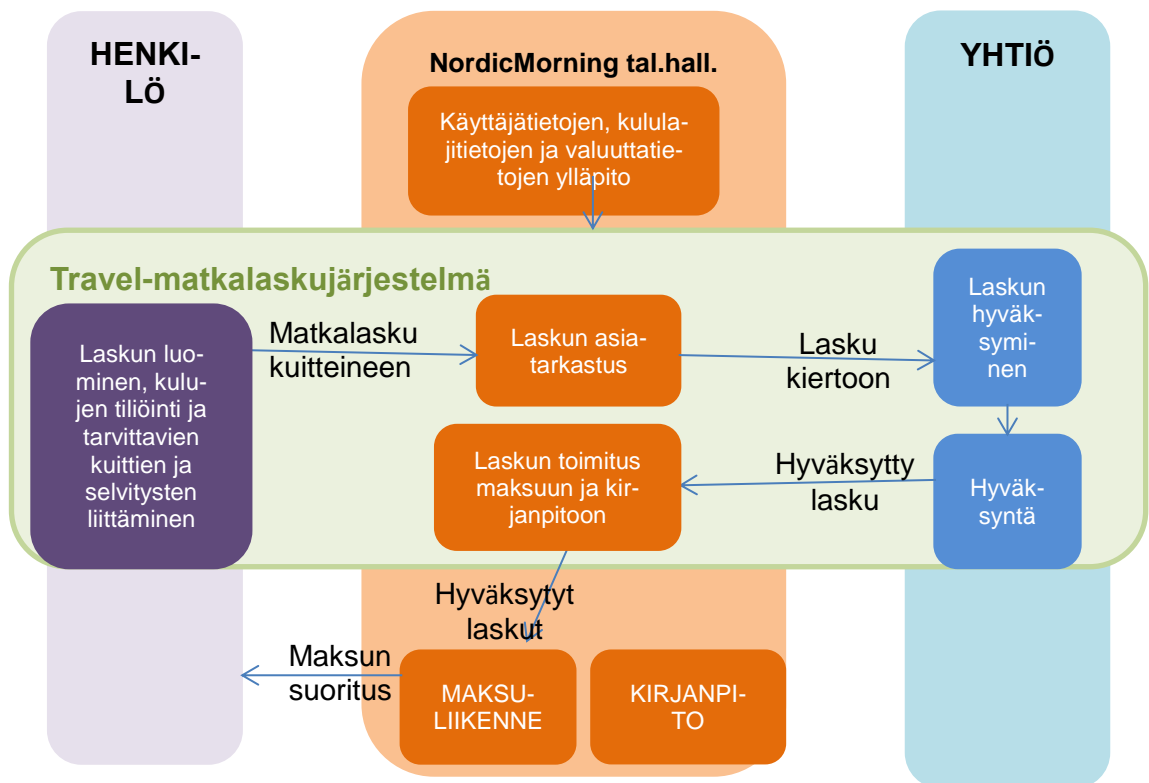 HENKI-
LÖ
NordicMorning tal.hall.
YHTIÖ
Käyttäjätietojen, kulula-
jitietojen ja valuuttatie-
tojen ylläpito
Travel-matkalaskujärjestelmä
Laskun luo-
minen, kulu-
jen tiliöinti ja
tarvittavien
kuittien ja
selvitysten
liittäminen
Matkalasku
kuitteineen
Laskun asia-
tarkastus
Lasku
kiertoon
Laskun
hyväk-
symi-
nen
Laskun toimitus
maksuun ja kir-
janpitoon
Hyväksytty
lasku
Hyväk-
syntä
Hyväksytyt
laskut
Maksun
suoritus
MAKSU-
LIIKENNE
KIRJANPI-
TO